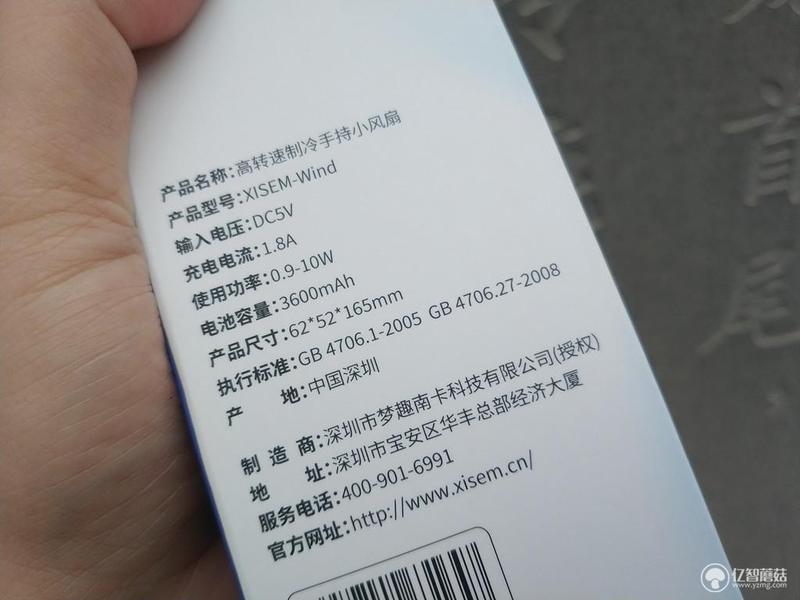 产品名称:高转速制冷手持小风扇
产品型号:XISEM-Wind
输入电压:DC5V
充电电流:1.8A
使用功率:0.9-10W
电池容量:3600mAh
产品尺寸:62*52*165mm
执行标准:GB 4706.1-2005 GB 4706.27-2008
产 地:中国深圳
制 造 商:深圳市梦趣南卡科技有限公司(授权)
地 址:深圳市宝安区华丰总部经济大厦
服务电话:400-901-6991
官方网址:http://www.xisem.cn/
首
尾
亿智蘑菇
www.yzmg.com